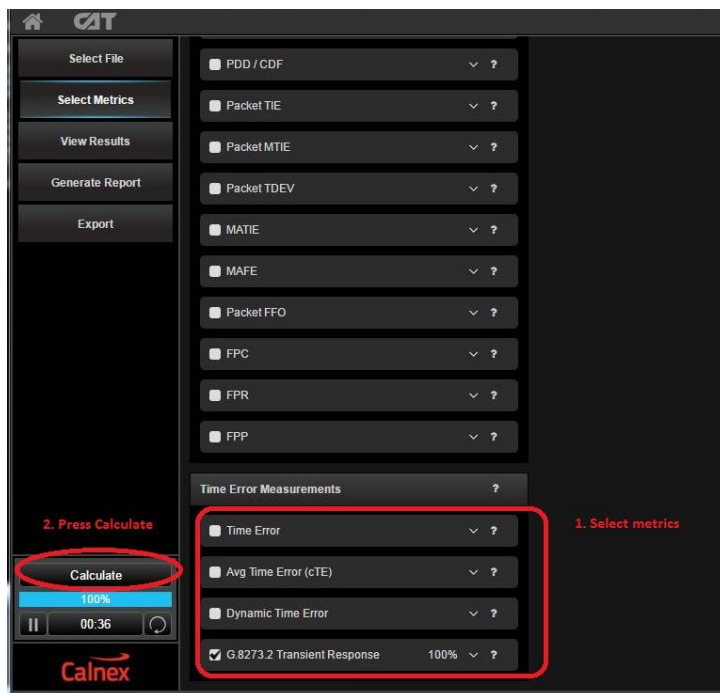 CAT
Select File
Select Metrics
View Results
Generate Report
Export
PDD / CDF ?
Packet TIE ?
Packet MTIE ?
Packet TDEV ?
MATIE ?
MAFE ?
Packet FFO ?
FPC ?
FPR ?
FPP ?
Time Error Measurements ?
Time Error ?
Avg Time Error (cTE) ?
Dynamic Time Error ?
G.8273.2 Transient Response 100% ?
1. Select metrics
2. Press Calculate
Calculate
100%
00:36
Calnex